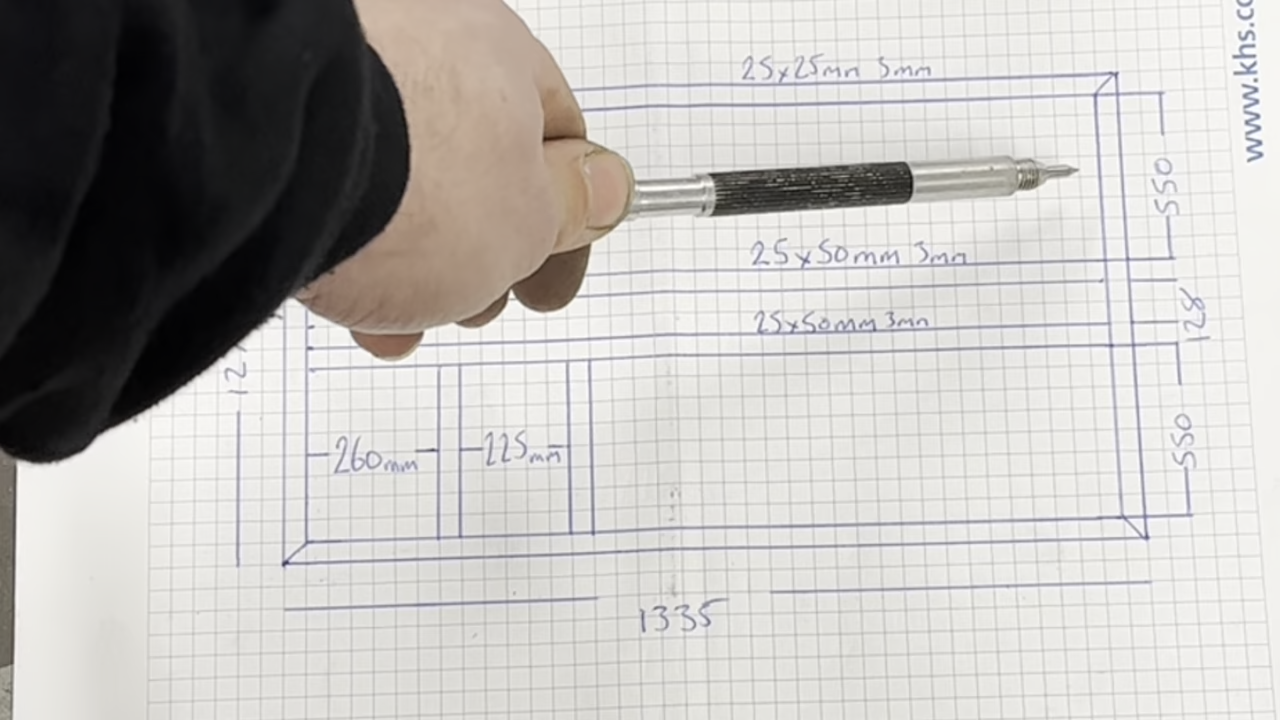 25x25mm 3mm
www.khs.co
550
25x50mm 3mm
128
25x50mm 3mm
260mm
225mm
550
1335